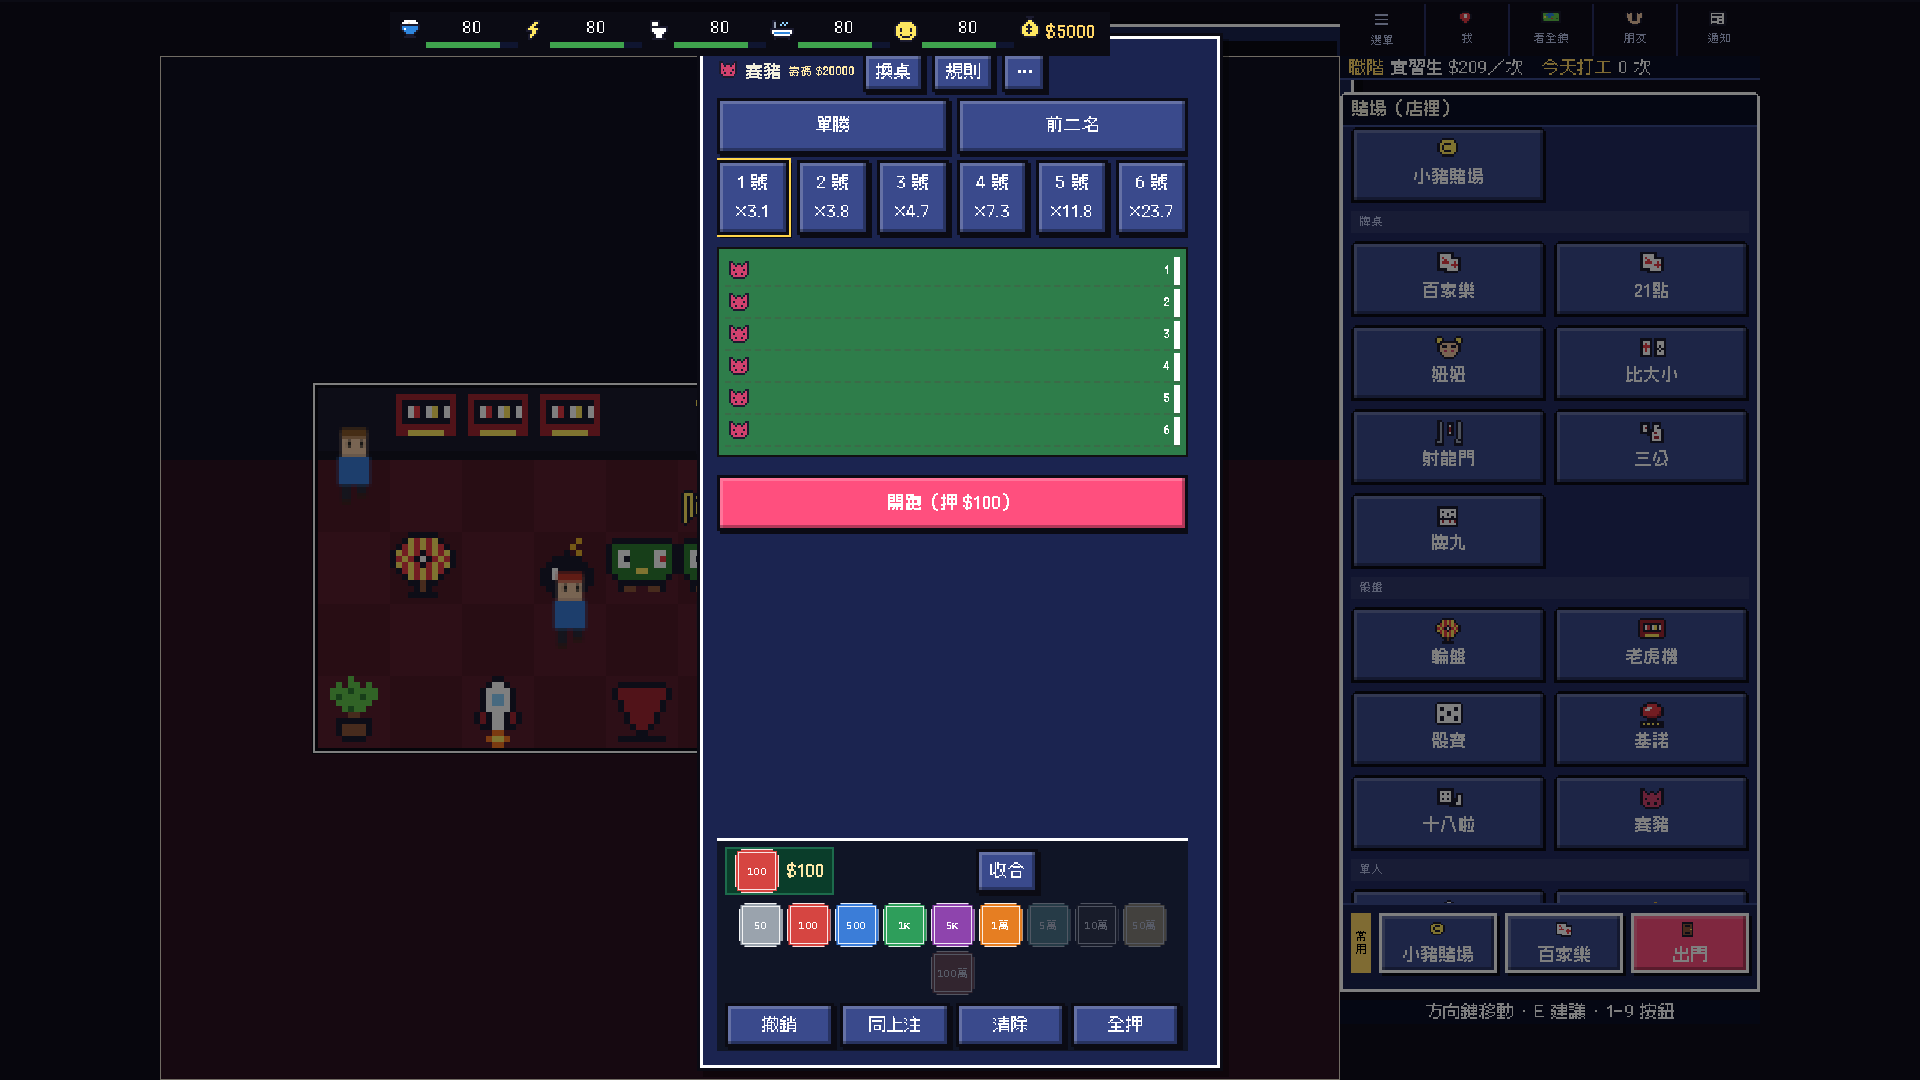 80 80 80 80 80 $5000
選單 我 看全鎮 朋友 通知
職階 實習生 $209／次 今天打工 0 次
賽豬 籌碼 $20000 換桌 規則 ···
單勝 前二名
1 號 2 號 3 號 4 號 5 號 6 號
×3.1 ×3.8 ×4.7 ×7.3 ×11.8 ×23.7
1
2
3
4
5
6
開跑（押 $100）
100 $100 收合
50 100 500 1K 5K 1萬 5萬 10萬 50萬
100萬
撤銷 同上注 清除 全押
賭場（店裡）
小豬賭場
牌桌
百家樂 21點
妞妞 比大小
射龍門 三公
牌九
骰盤
輪盤 老虎機
骰寶 基諾
十八啦 賽豬
單人
常用 小豬賭場 百家樂 出門
方向鍵移動 · E 建議 · 1-9 按鈕